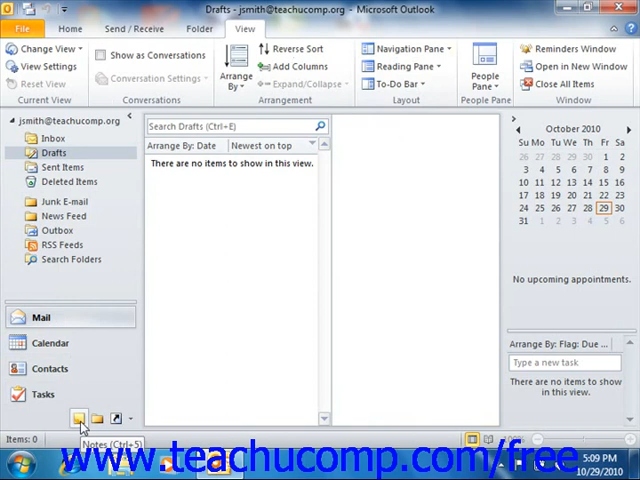 Drafts - jsmith@teachucomp.org - Microsoft Outlook
File Home Send / Receive Folder View
Change View
View Settings
Reset View
Current View
Show as Conversations
Conversation Settings
Conversations
Arrange By
Reverse Sort
Add Columns
Expand/Collapse
Arrangement
Navigation Pane
Reading Pane
To-Do Bar
Layout
People Pane
People Pane
Reminders Window
Open in New Window
Close All Items
Window
jsmith@teachucomp.org
Inbox
Drafts
Sent Items
Deleted Items
Junk E-mail
News Feed
Outbox
RSS Feeds
Search Folders
Mail
Calendar
Contacts
Tasks
Notes (Ctrl+5)
Search Drafts (Ctrl+E)
Arrange By: Date Newest on top
There are no items to show in this view.
October 2010
Su Mo Tu We Th Fr Sa
26 27 28 29 30 1 2
3 4 5 6 7 8 9
10 11 12 13 14 15 16
17 18 19 20 21 22 23
24 25 26 27 28 29 30
31 1 2 3 4 5 6
No upcoming appointments.
Arrange By: Flag: Due ...
Type a new task
There are no items to show in this view.
Items: 0
100%
www.teachucomp.com/free
5:09 PM
10/29/2010